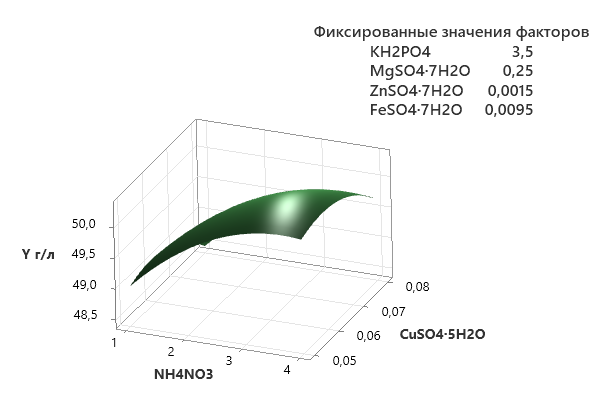 Фиксированные значения факторов
KH2PO4 3,5
MgSO4·7H2O 0,25
ZnSO4·7H2O 0,0015
FeSO4·7H2O 0,0095
50,0
49,5
49,0
48,5
Y г/л
1
2
3
4
NH4NO3
0,05
0,06
0,07
0,08
CuSO4·5H2O